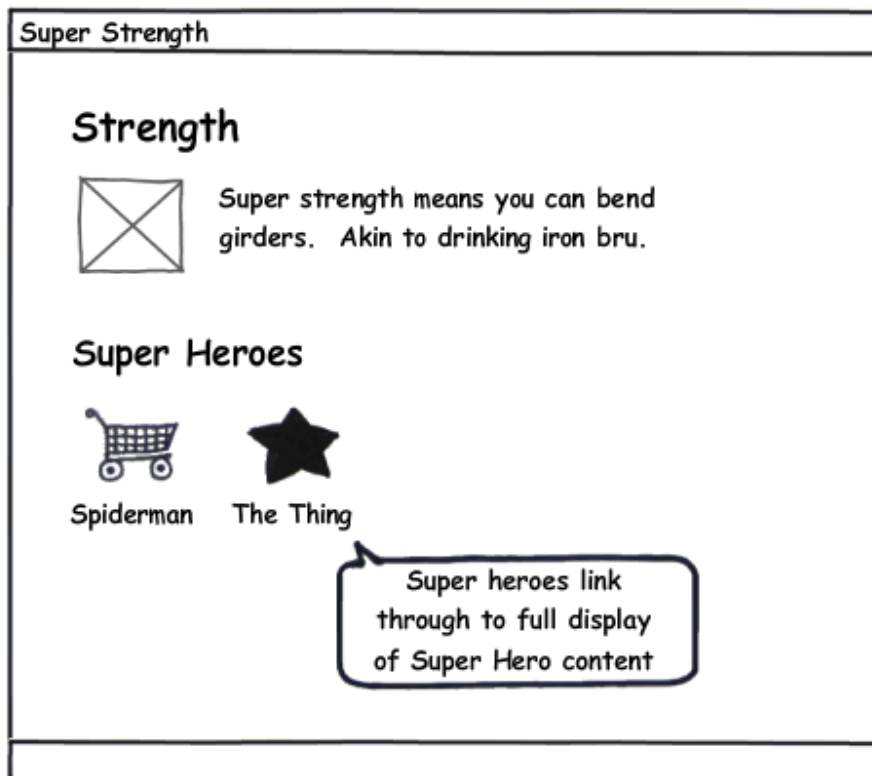 Super Strength
Strength
Super strength means you can bend
girders. Akin to drinking iron bru.
Super Heroes
Spiderman
The Thing
Super heroes link
through to full display
of Super Hero content